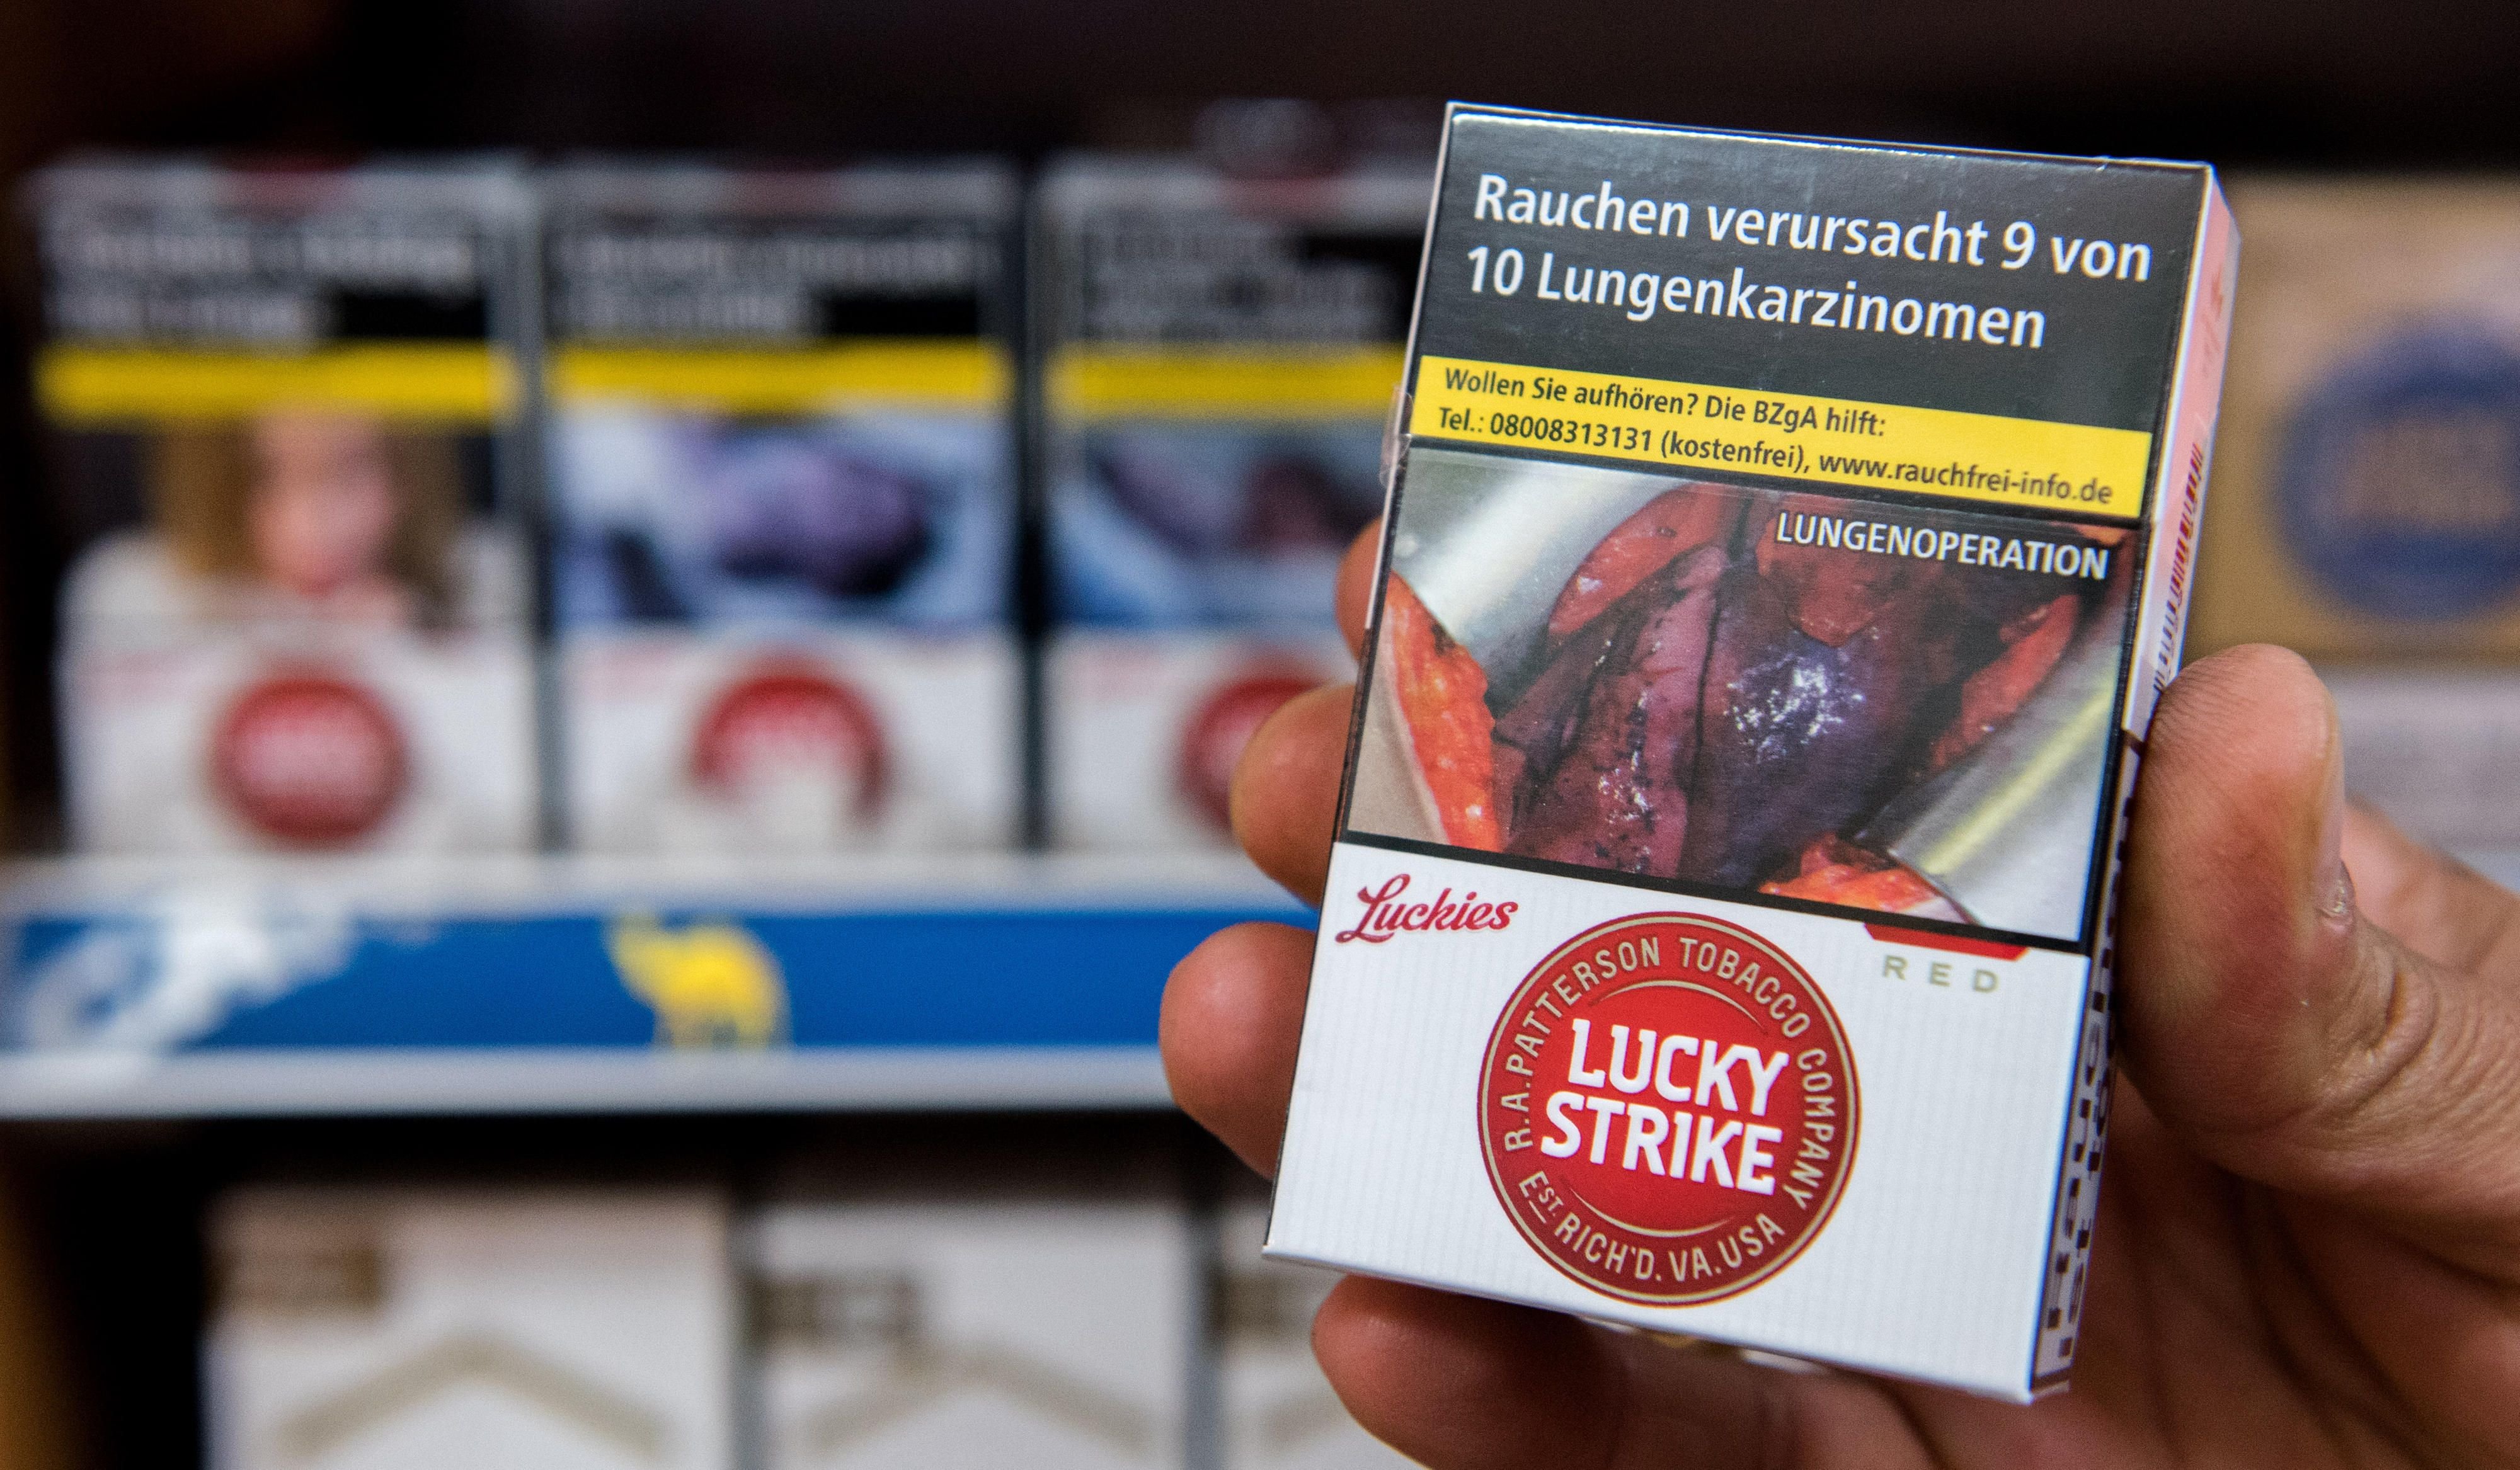 Rauchen verursacht 9 von
10 Lungenkarzinomen
Wollen Sie aufhören? Die BZgA hilft:
Tel.: 08008313131 (kostenfrei), www.rauchfrei-info.de
LUNGENOPERATION
Luckies
RED
R.A. PATTERSON TOBACCO COMPANY
LUCKY
STRIKE
EST. RICH'D. VA. USA